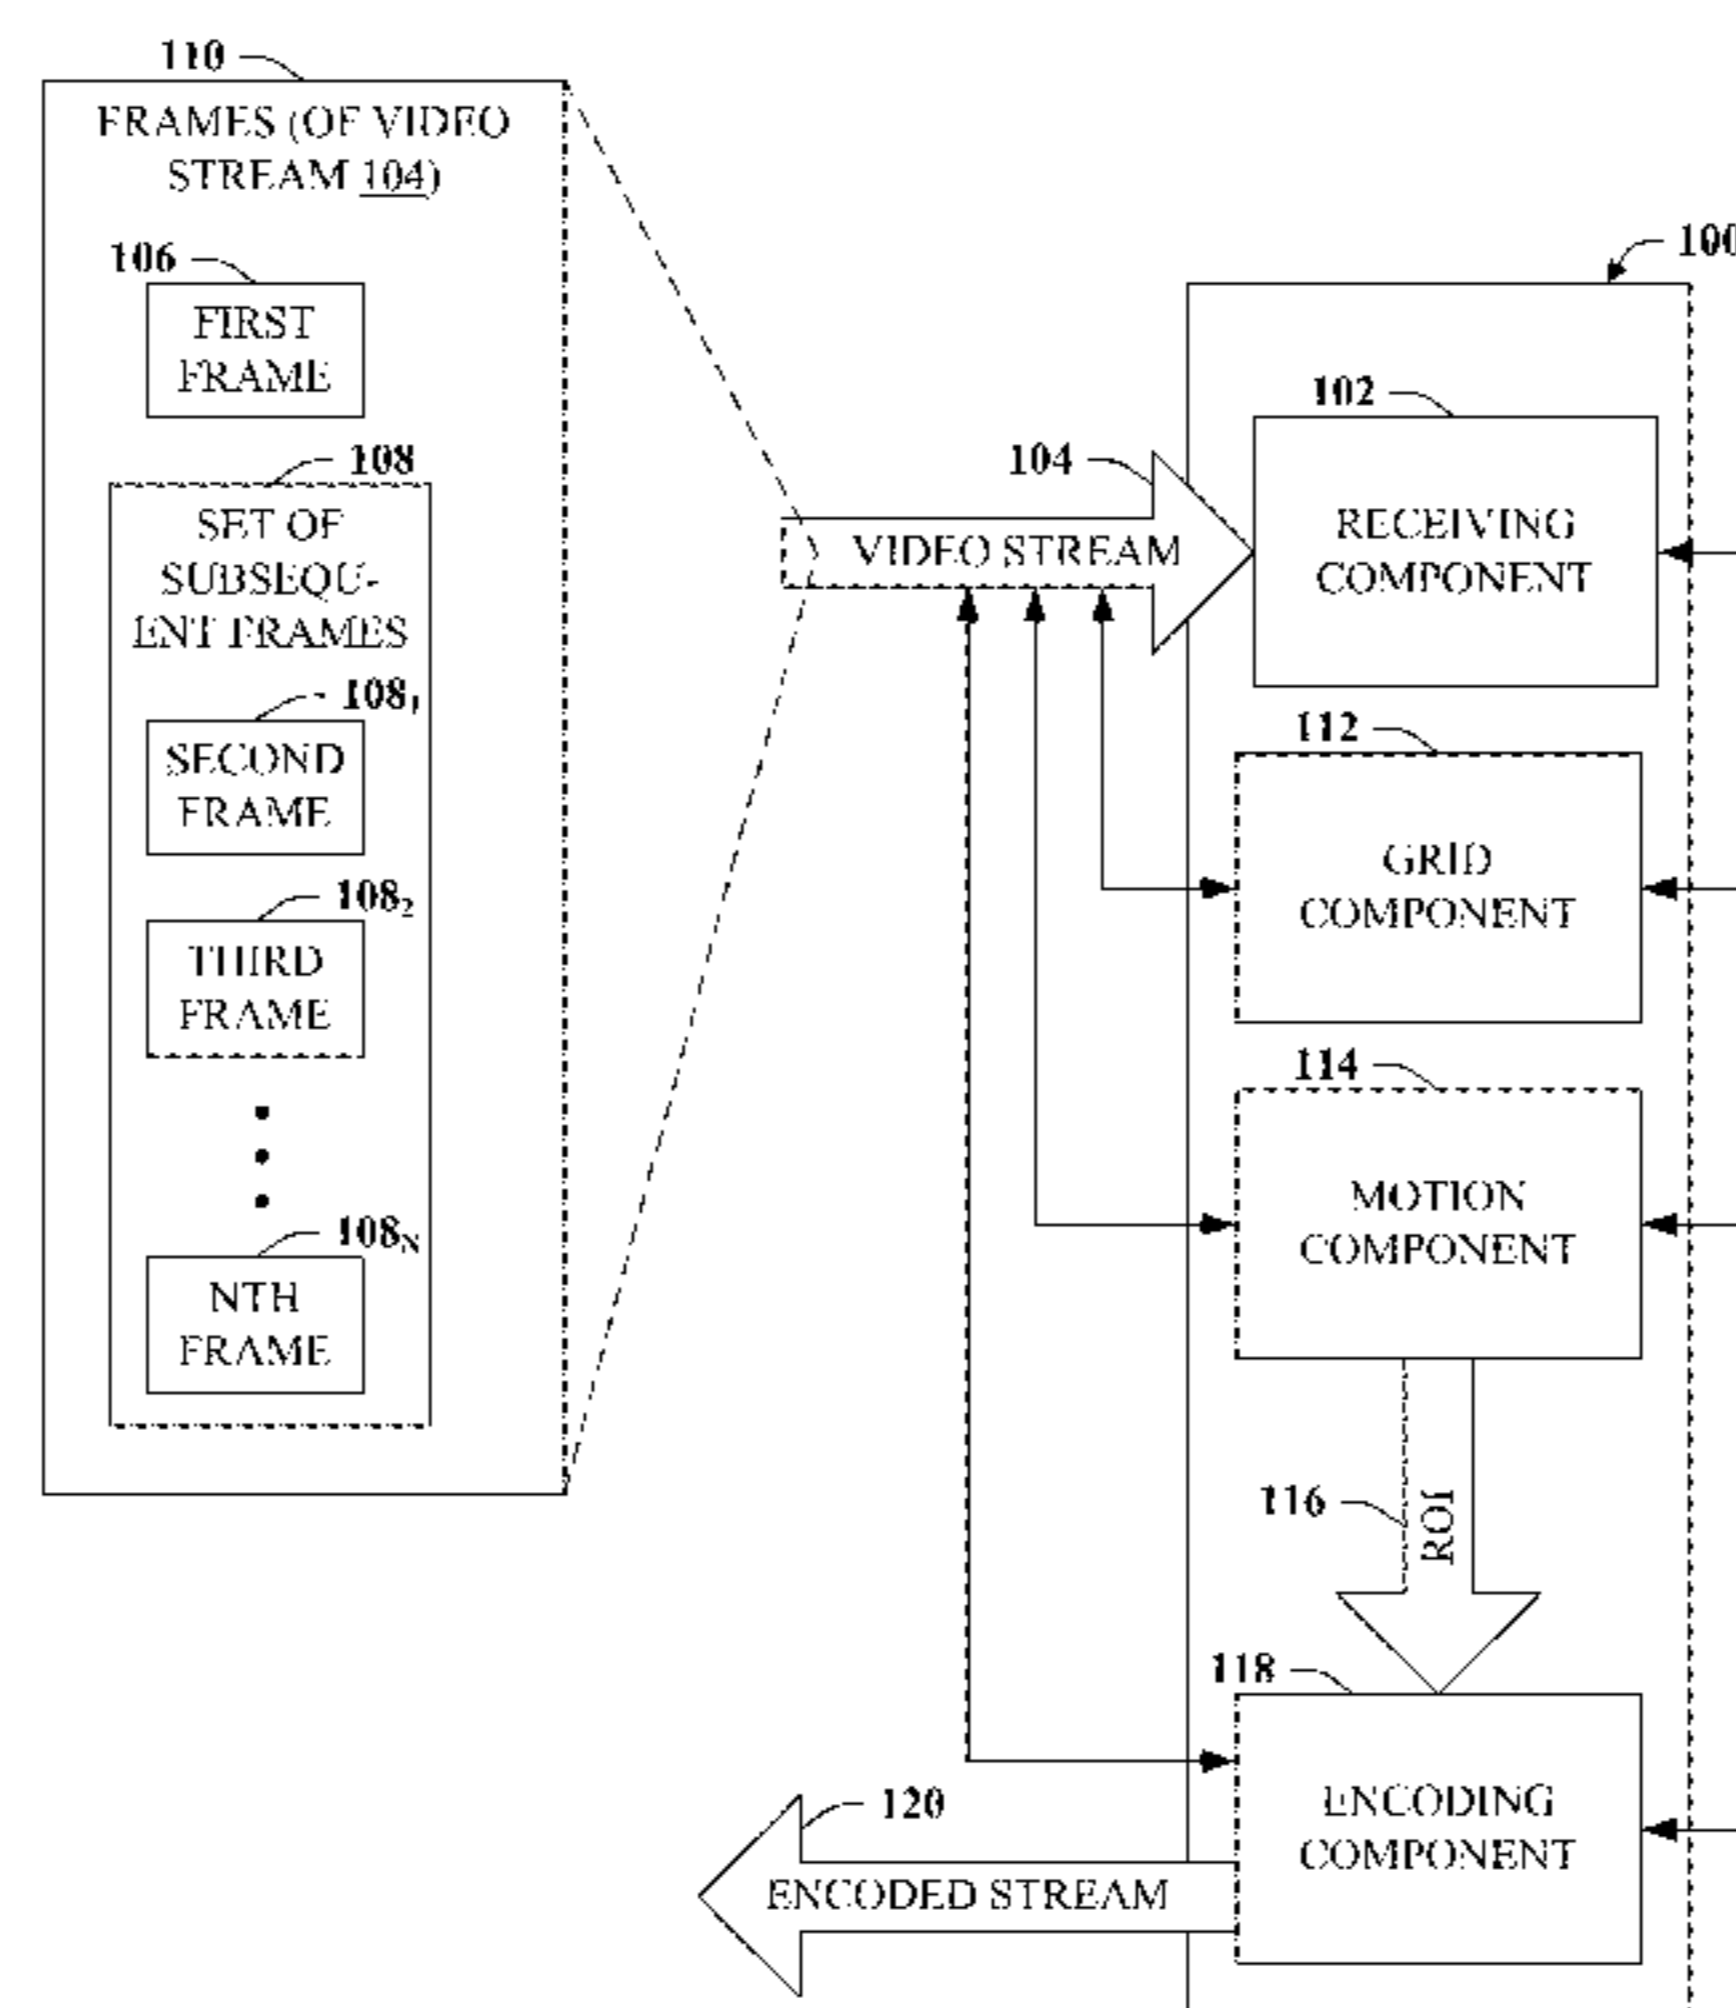 110
FRAMES (OF VIDEO
STREAM 104)
106
FIRST
FRAME
108
SET OF
SUBSEQU-
ENT FRAMES
108₁
SECOND
FRAME
108₂
THIRD
FRAME
108N
NTH
FRAME
100
102
104
VIDEO STREAM
RECEIVING
COMPONENT
112
GRID
COMPONENT
114
MOTION
COMPONENT
116
ROI
118
ENCODING
COMPONENT
120
ENCODED STREAM